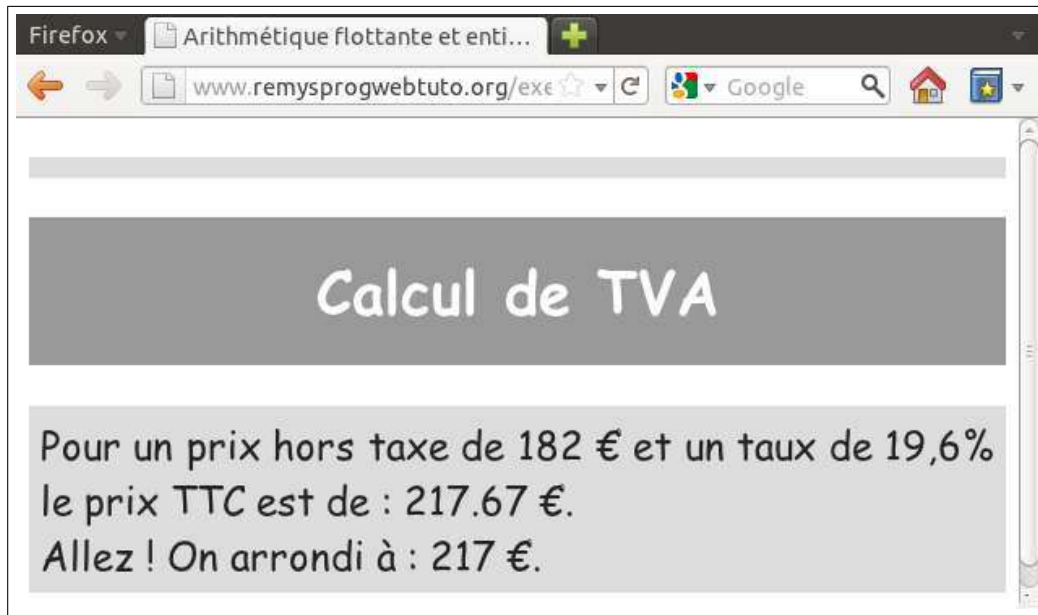 Firefox
Arithmétique flottante et enti...
www.remysprogwebtuto.org/exe
Google
Calcul de TVA
Pour un prix hors taxe de 182 € et un taux de 19,6%
le prix TTC est de : 217.67 €.
Allez ! On arrondi à : 217 €.